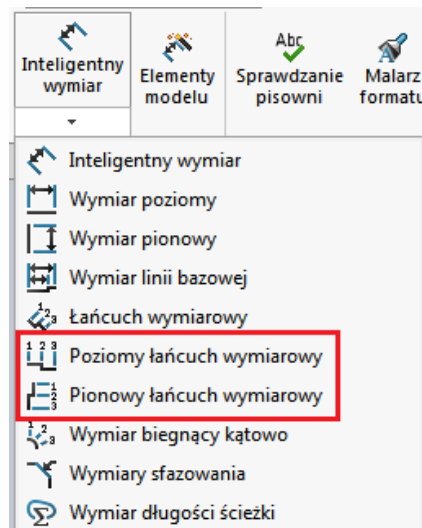 Inteligentny
wymiar
Elementy
modelu
Abc
Sprawdzanie
pisowni
Malarz
formatu
Inteligentny wymiar
Wymiar poziomy
Wymiar pionowy
Wymiar linii bazowej
Łańcuch wymiarowy
Poziomy łańcuch wymiarowy
Pionowy łańcuch wymiarowy
Wymiar biegnący kątowo
Wymiary sfazowania
Wymiar długości ścieżki